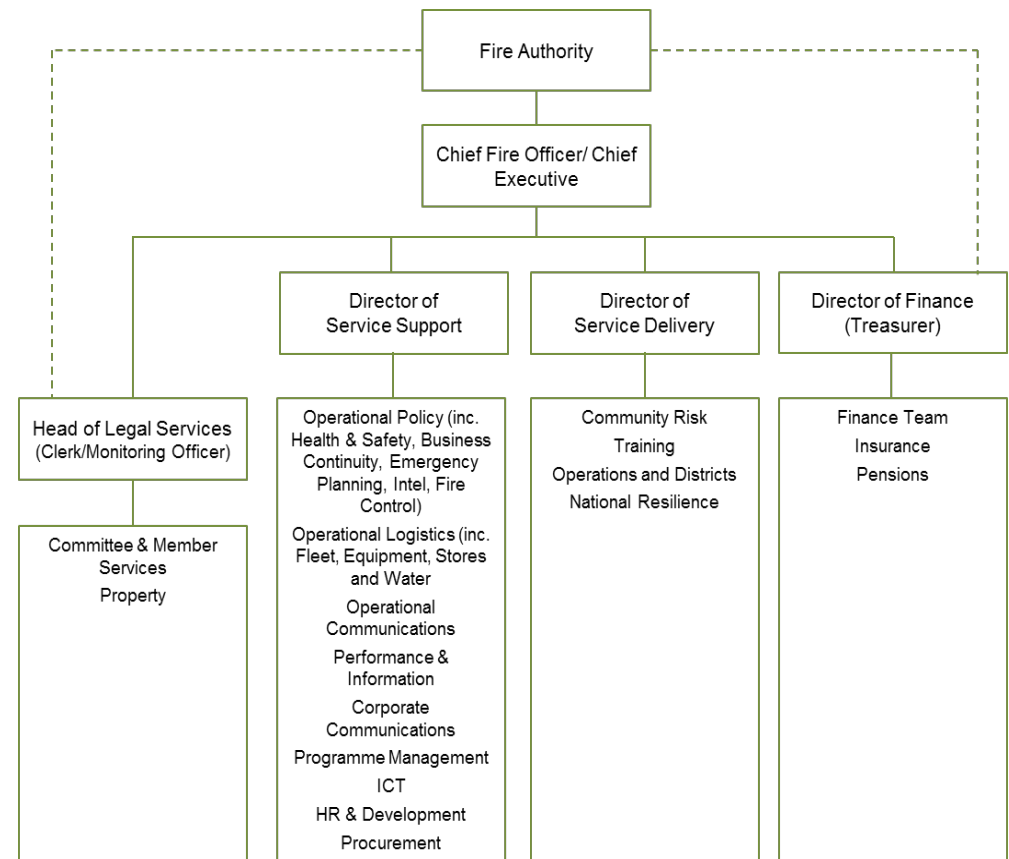 Fire Authority
Chief Fire Officer/ Chief
Executive
Director of
Service Support
Director of
Service Delivery
Director of Finance
(Treasurer)
Head of Legal Services
(Clerk/Monitoring Officer)
Committee & Member
Services
Property
Operational Policy (inc.
Health & Safety, Business
Continuity, Emergency
Planning, Intel, Fire
Control)
Operational Logistics (inc.
Fleet, Equipment, Stores
and Water
Operational
Communications
Performance &
Information
Corporate
Communications
Programme Management
ICT
HR & Development
Procurement
Community Risk
Training
Operations and Districts
National Resilience
Finance Team
Insurance
Pensions